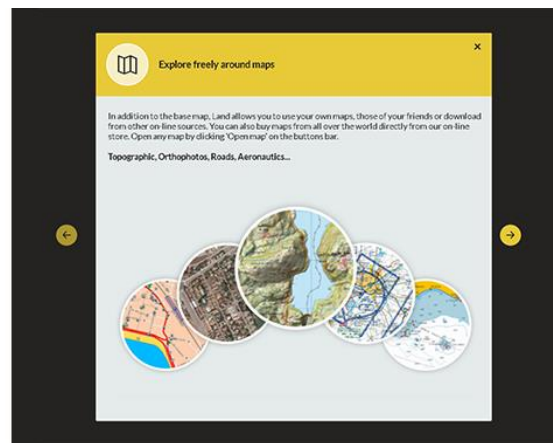 Explore freely around maps
In addition to the base map, Land allows you to use your own maps, those of your friends or download
from other on-line sources. You can also buy maps from all over the world directly from our on-line
store. Open any map by clicking 'Open map' on the buttons bar.
Topographic, Orthophotos, Roads, Aeronautics...